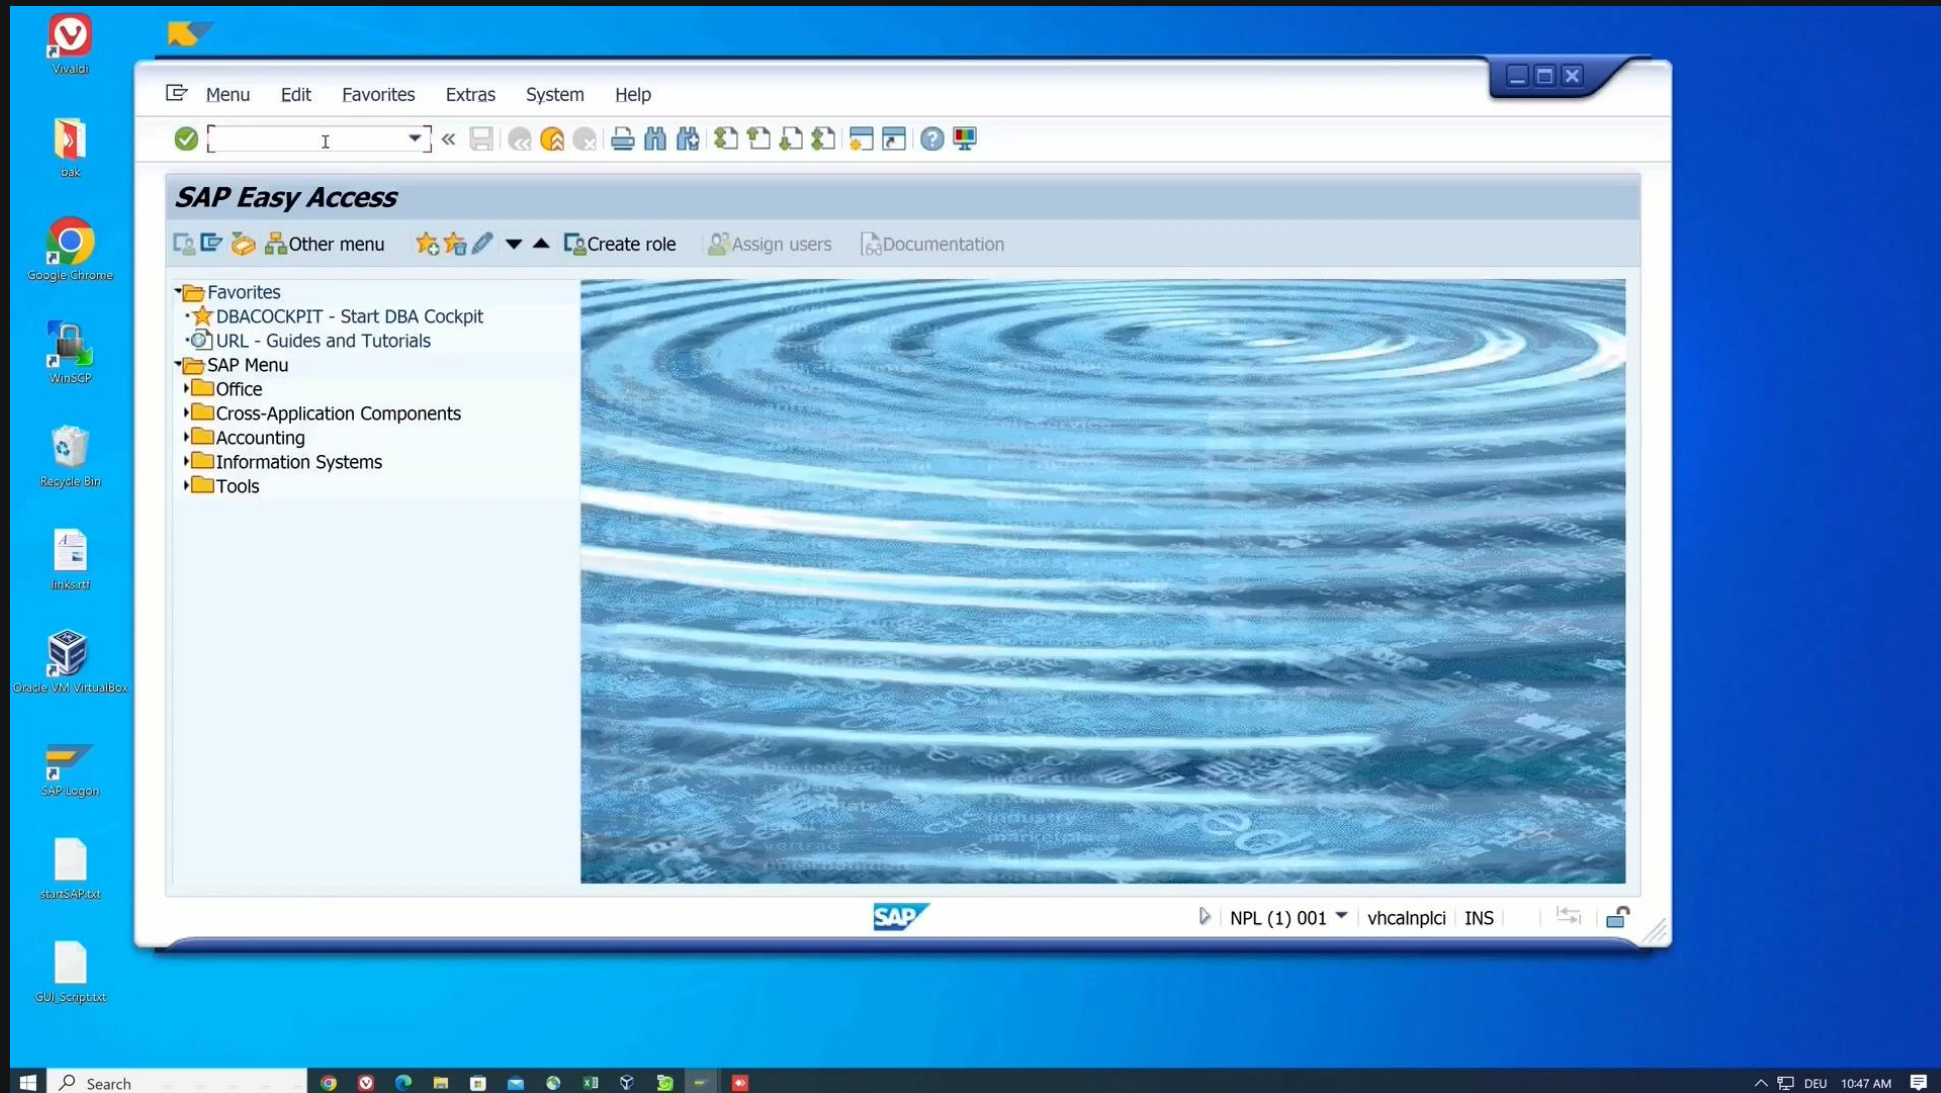 Vivaldi
bak
Google Chrome
WinSCP
Recycle Bin
links.rtf
Oracle VM VirtualBox
SAP Logon
startSAP.txt
GUI_Script.txt
Menu Edit Favorites Extras System Help
SAP Easy Access
Other menu Create role Assign users Documentation
Favorites
DBACOCKPIT - Start DBA Cockpit
URL - Guides and Tutorials
SAP Menu
Office
Cross-Application Components
Accounting
Information Systems
Tools
SAP
NPL (1) 001 vhcalnplci INS
Search
DEU 10:47 AM